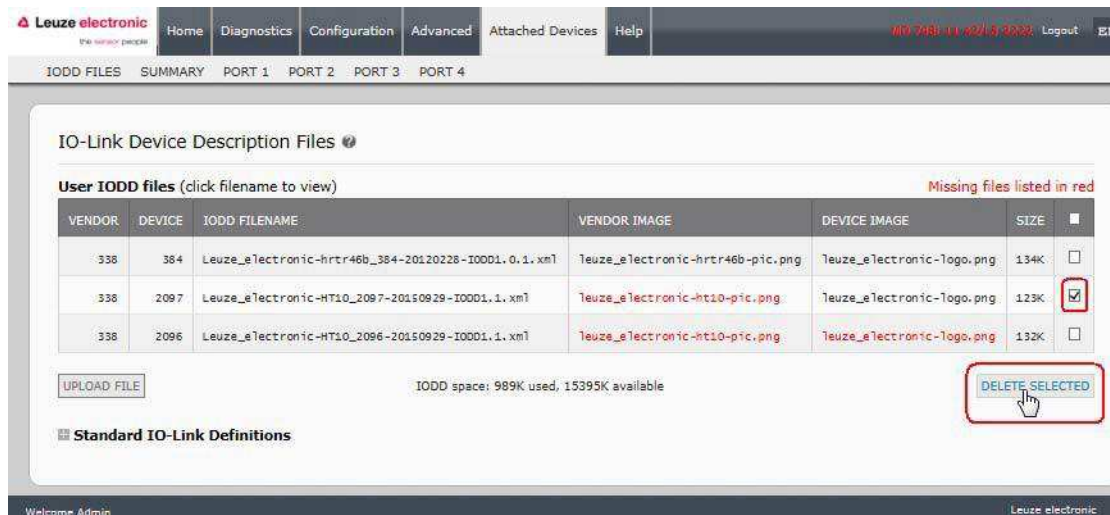 Leuze electronic
the sensor people
Home Diagnostics Configuration Advanced Attached Devices Help
Logout
IODD FILES SUMMARY PORT 1 PORT 2 PORT 3 PORT 4
IO-Link Device Description Files
User IODD files (click filename to view) Missing files listed in red
VENDOR DEVICE IODD FILENAME VENDOR IMAGE DEVICE IMAGE SIZE
338 384 Leuze_electronic-hrtr46b_384-20120228-IODD1.0.1.xml leuze_electronic-hrtr46b-pic.png leuze_electronic-logo.png 134K
338 2097 Leuze_electronic-HT10_2097-20150929-IODD1.1.xml leuze_electronic-ht10-pic.png leuze_electronic-logo.png 123K
338 2096 Leuze_electronic-HT10_2096-20150929-IODD1.1.xml leuze_electronic-ht10-pic.png leuze_electronic-logo.png 132K
UPLOAD FILE IODD space: 989K used, 15395K available DELETE SELECTED
Standard IO-Link Definitions
Welcome Admin Leuze electronic